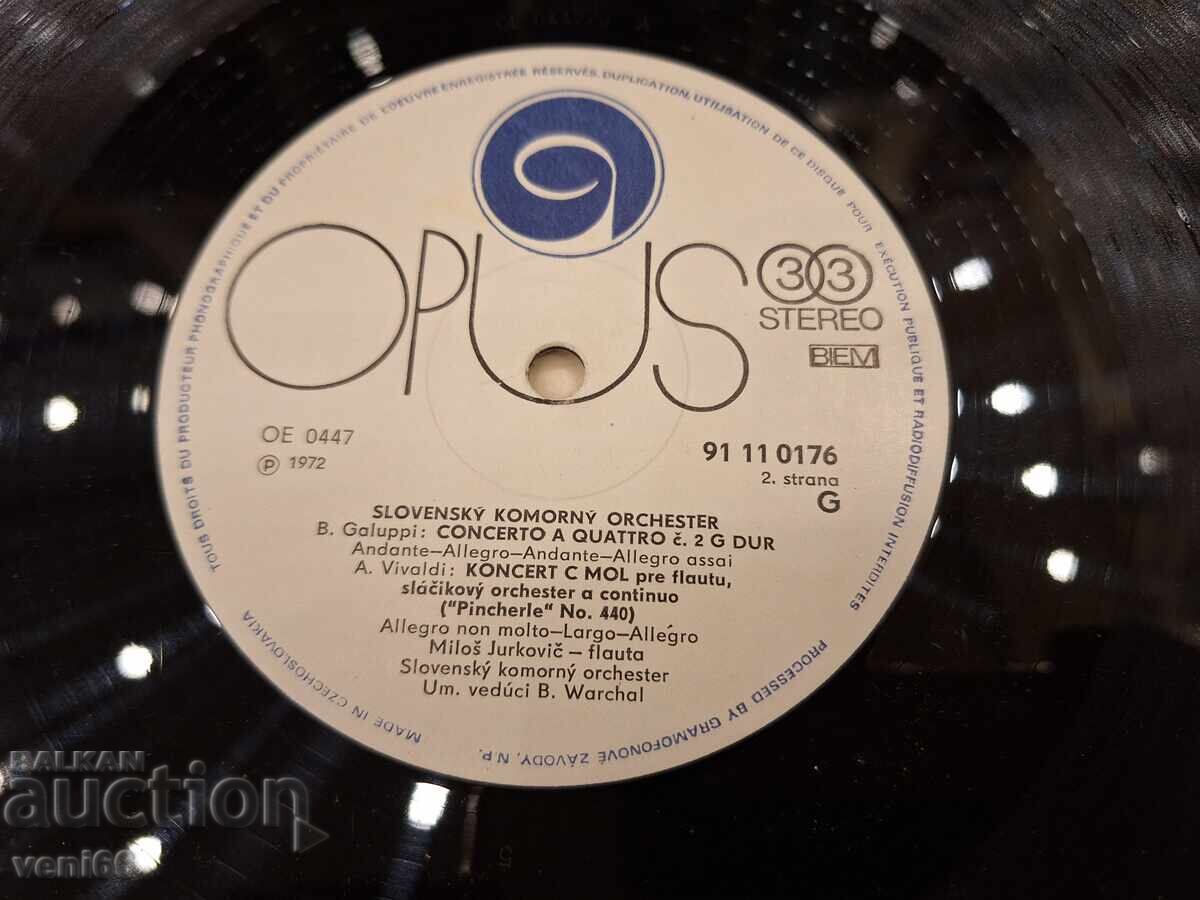 TOUS DROITS DU PRODUCTEUR PHONOGRAPHIQUE ET DU PROPRIÉTAIRE DE L'OEUVRE ENREGISTRÉE RÉSERVÉS. DUPLICATION, UTILISATION DE CE DISQUE POUR EXÉCUTION PUBLIQUE ET RADIODIFFUSION INTERDITES
OPUS
33
STEREO
BIEM
OE 0447
℗ 1972
91 11 0176
2. strana
G
SLOVENSKÝ KOMORNÝ ORCHESTER
B. Galuppi: CONCERTO A QUATTRO č. 2 G DUR
Andante–Allegro–Andante–Allegro assai
A. Vivaldi: KONCERT C MOL pre flautu,
sláčikový orchester a continuo
("Pincherle" No. 440)
Allegro non molto–Largo–Allegro
Miloš Jurkovič – flauta
Slovenský komorný orchester
Um. vedúci B. Warchal
MADE IN CZECHOSLOVAKIA
PROCESSED BY GRAMOFONOVÉ ZÁVODY, N.P.
BALKAN
auction
veni66